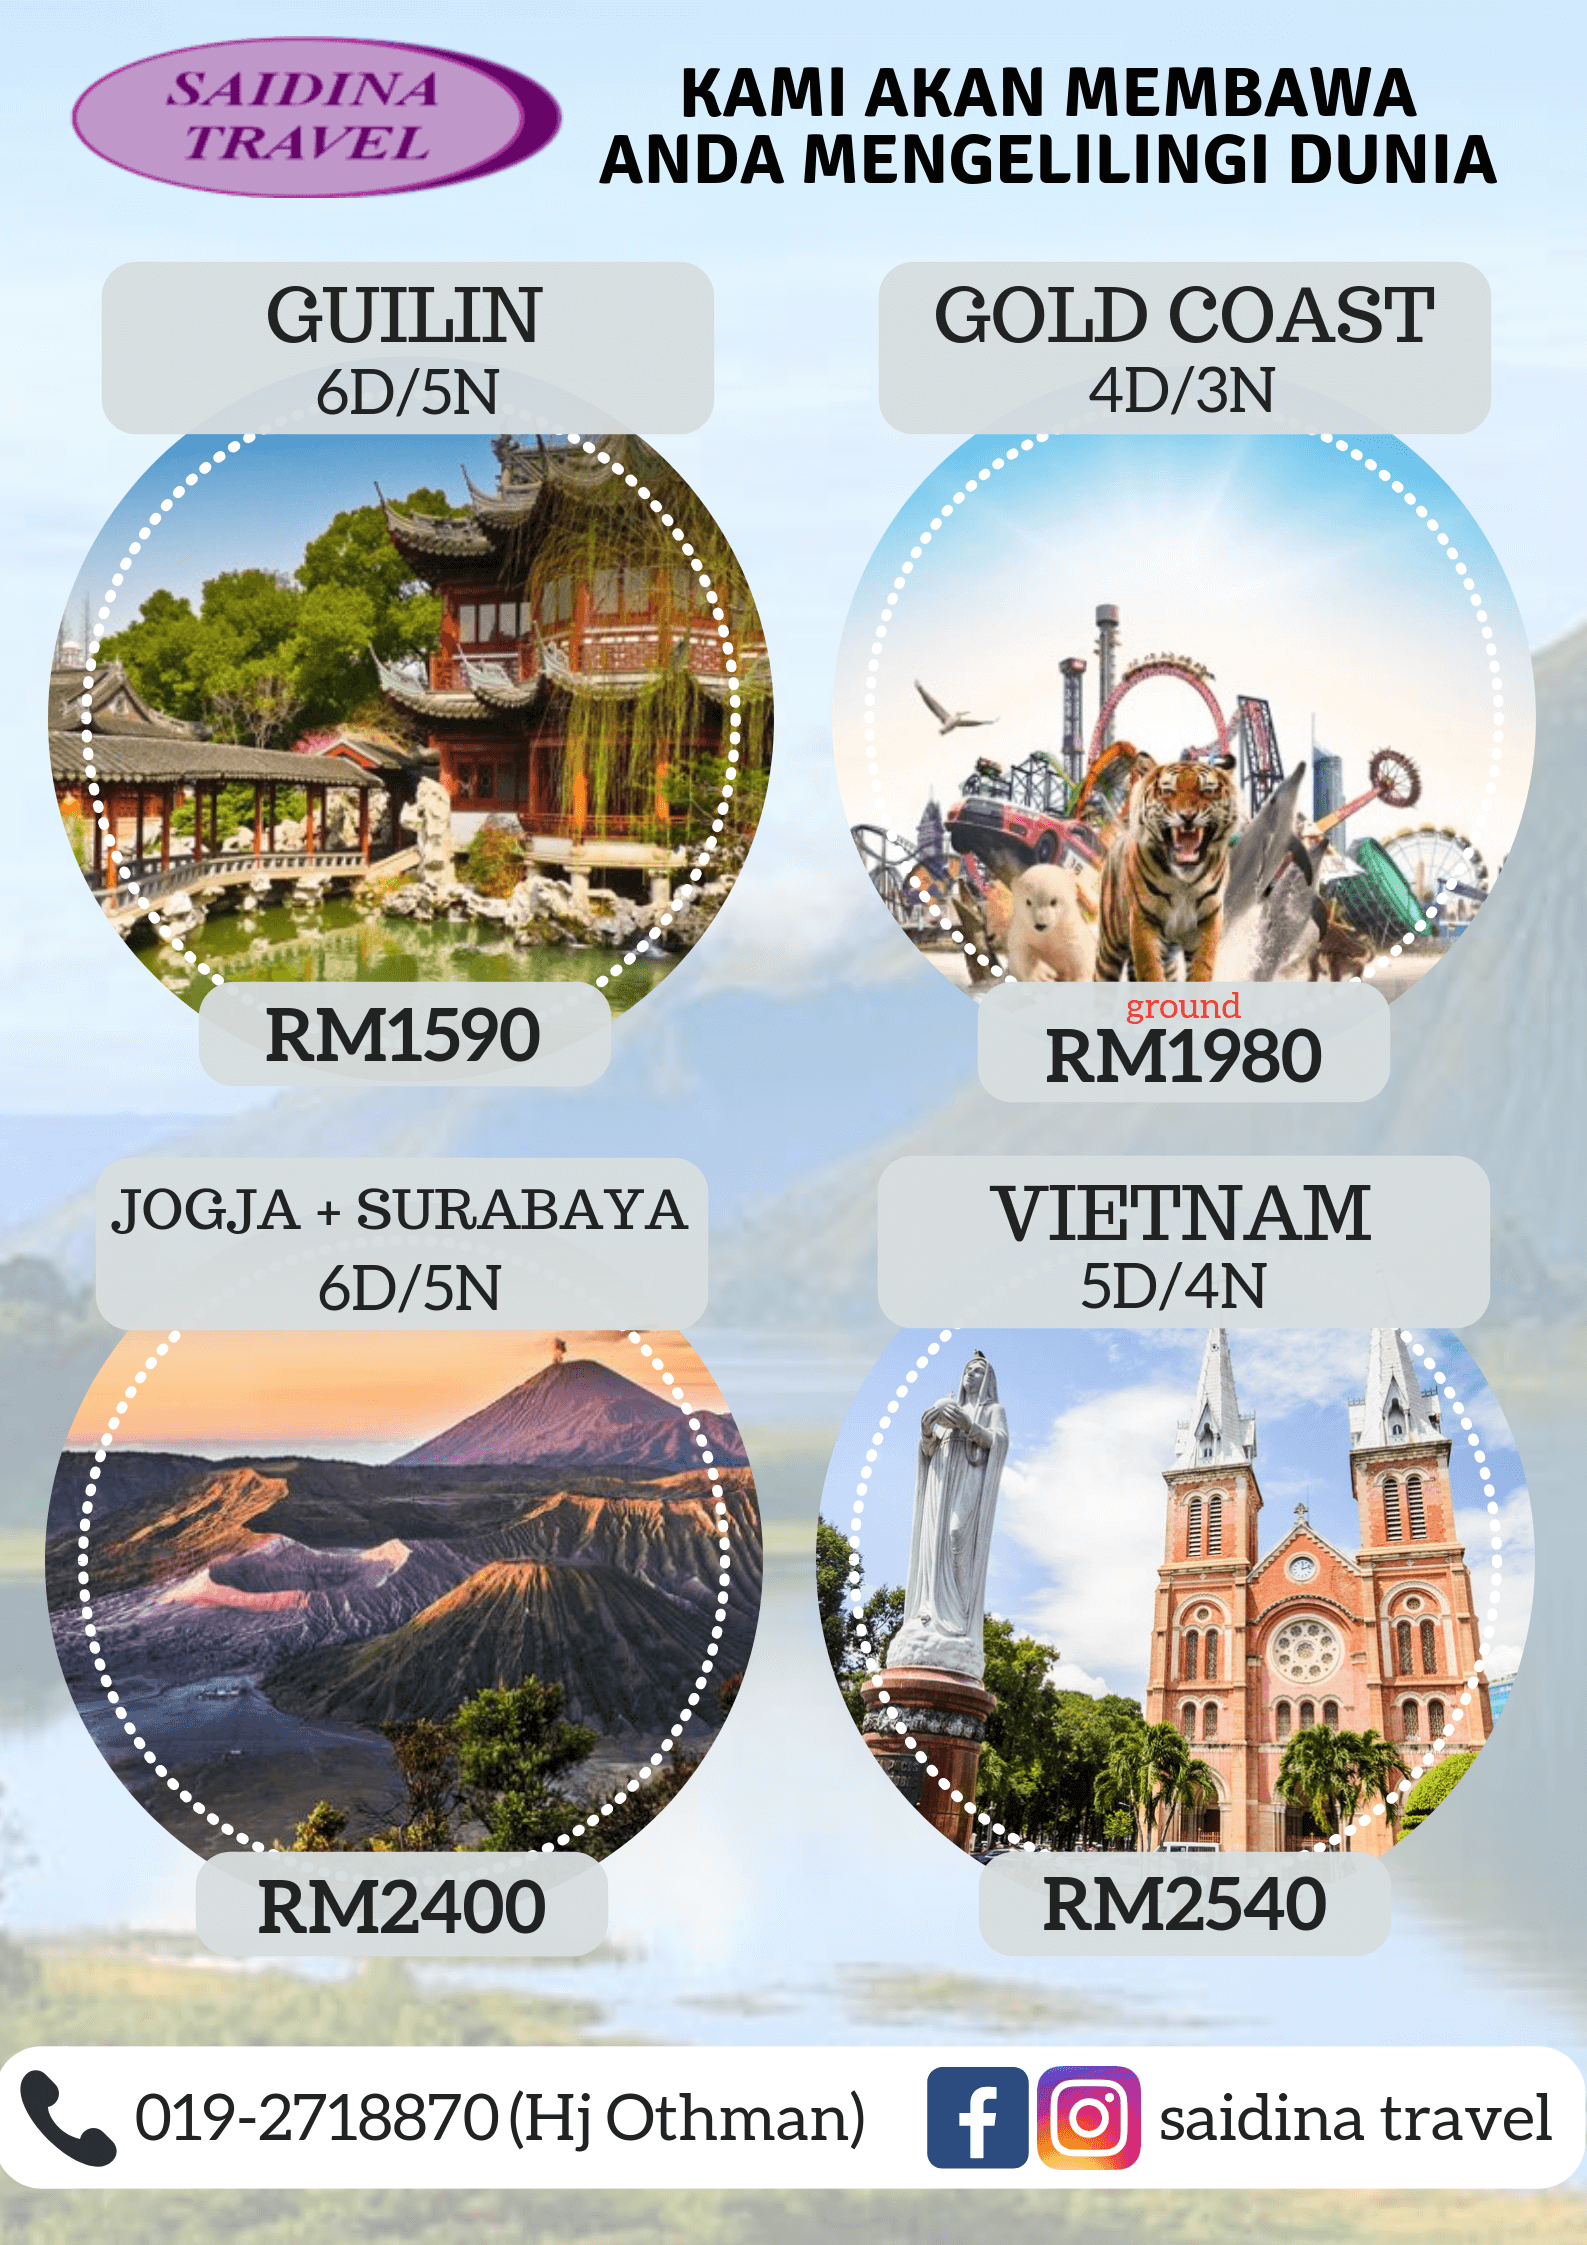 SAIDINA
TRAVEL
KAMI AKAN MEMBAWA
ANDA MENGELILINGI DUNIA
GUILIN
6D/5N
RM1590
GOLD COAST
4D/3N
ground
RM1980
JOGJA + SURABAYA
6D/5N
RM2400
VIETNAM
5D/4N
RM2540
019-2718870 (Hj Othman)
saidina travel